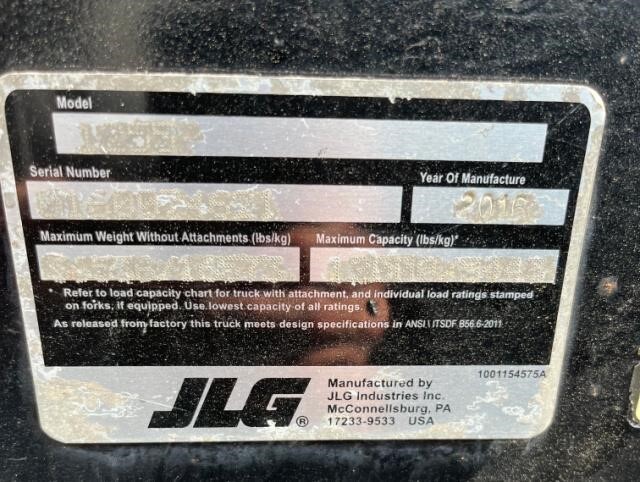 Model
Serial Number
Year Of Manufacture
2016
Maximum Weight Without Attachments (lbs/kg)
Maximum Capacity (lbs/kg)*
* Refer to load capacity chart for truck with attachment, and individual load ratings stamped
on forks, if equipped. Use lowest capacity of all ratings.
As released from factory this truck meets design specifications in ANSI \ ITSDF B56.6-2011
1001154575A
JLG®
Manufactured by
JLG Industries Inc.
McConnellsburg, PA
17233-9533 USA